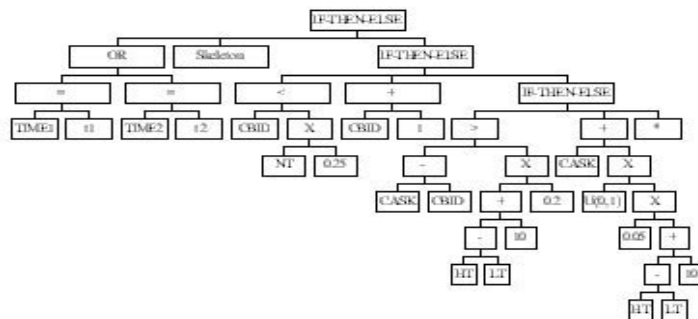 IF-THEN-ELSE
OR Skeleton IF-THEN-ELSE
= = < + IF-THEN-ELSE
TIME1 t1 TIME2 t2 CBID X CBID 1 > + *
NT 0.25 - X CASK X
CASK CBID + 0.2 U(0,1) X
- 10 0.05 +
HT LT - 10
HT LT